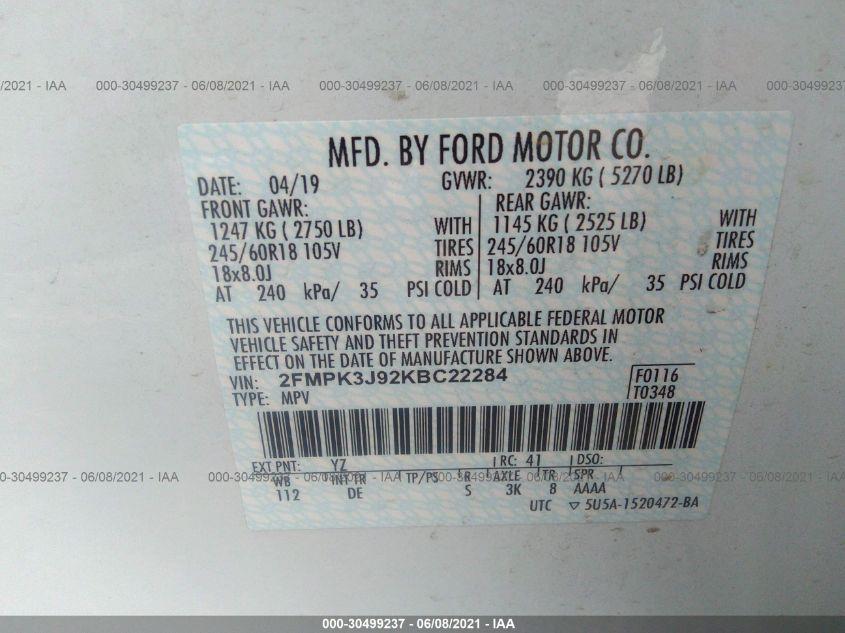 /2021 - IAA 000-30499237 - 06/08/2021 - IAA 000-30499237 - 06/08/2021 - IAA 000-30499237 - 06/08/2021 - IAA 000-30499237
MFD. BY FORD MOTOR CO.
DATE: 04/19 GVWR: 2390 KG ( 5270 LB)
FRONT GAWR: REAR GAWR:
1247 KG ( 2750 LB) WITH 1145 KG ( 2525 LB) WITH
245/60R18 105V TIRES 245/60R18 105V TIRES
18x8.0J RIMS 18x8.0J RIMS
AT 240 kPa/ 35 PSI COLD AT 240 kPa/ 35 PSI COLD
THIS VEHICLE CONFORMS TO ALL APPLICABLE FEDERAL MOTOR
VEHICLE SAFETY AND THEFT PREVENTION STANDARDS IN
EFFECT ON THE DATE OF MANUFACTURE SHOWN ABOVE.
VIN: 2FMPK3J92KBC22284 F0116
TYPE: MPV T0348
EXT PNT: YZ RC: 41 DSO:
WB INT TR TP/PS R AXLE TR SPR
112 DE S 3K 8 AAAA
UTC ▽ 5U5A-1520472-BA
000-30499237 - 06/08/2021 - IAA